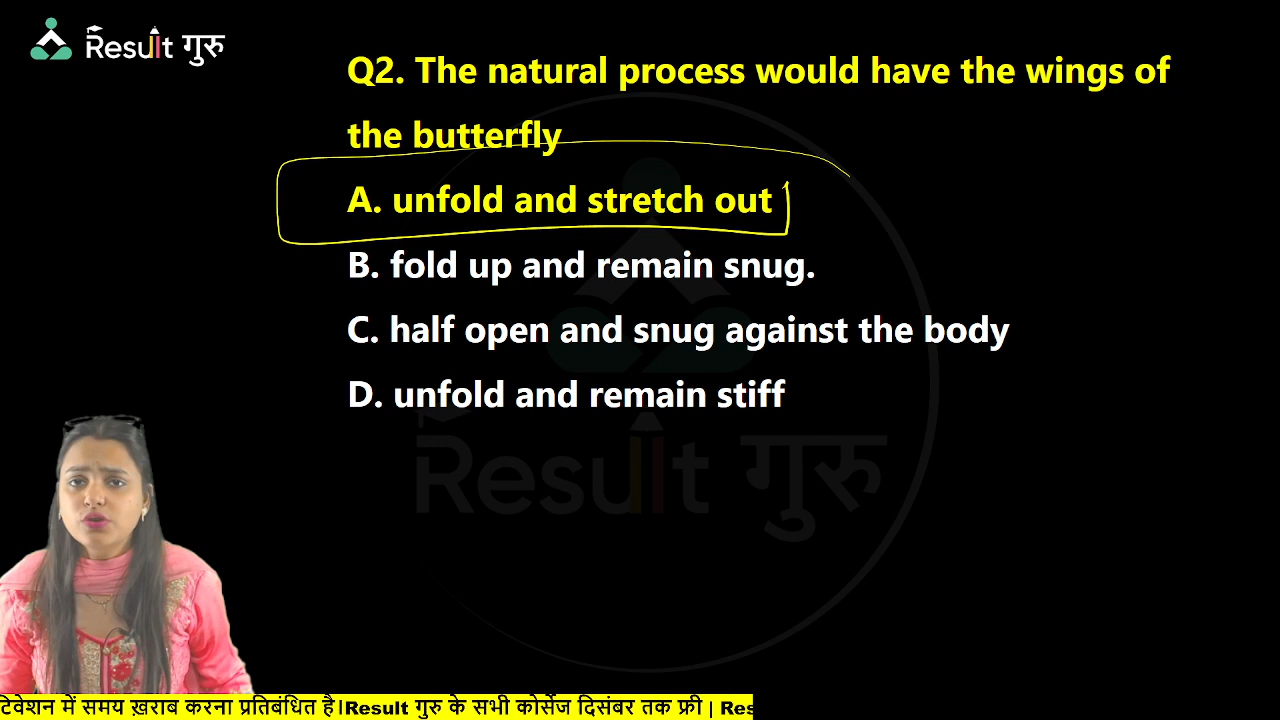 Result गुरु
Q2. The natural process would have the wings of
the butterfly
A. unfold and stretch out
B. fold up and remain snug.
C. half open and snug against the body
D. unfold and remain stiff
Result गुरु
टिवेशन में समय ख़राब करना प्रतिबंधित है।Result गुरु के सभी कोर्सेज दिसंबर तक फ्री | Res